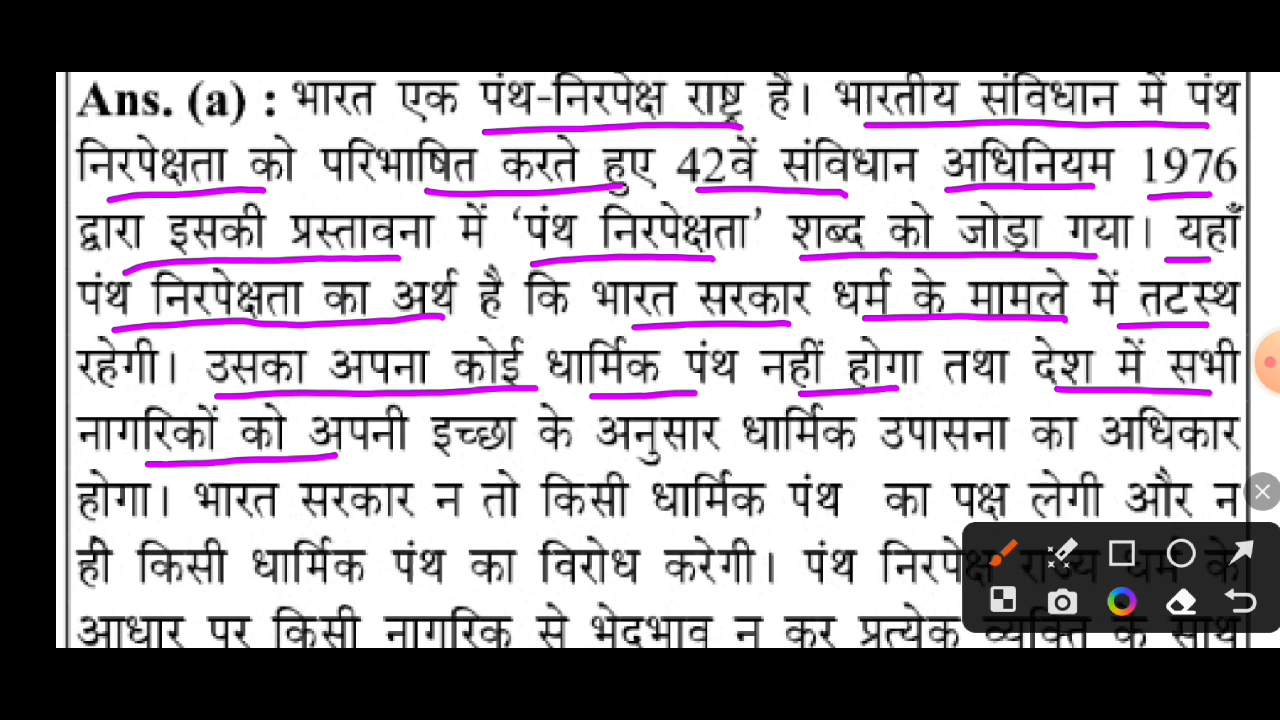 Ans. (a) : भारत एक पंथ-निरपेक्ष राष्ट्र है। भारतीय संविधान में पंथ
निरपेक्षता को परिभाषित करते हुए 42वें संविधान अधिनियम 1976
द्वारा इसकी प्रस्तावना में ‘पंथ निरपेक्षता’ शब्द को जोड़ा गया। यहाँ
पंथ निरपेक्षता का अर्थ है कि भारत सरकार धर्म के मामले में तटस्थ
रहेगी। उसका अपना कोई धार्मिक पंथ नहीं होगा तथा देश में सभी
नागरिकों को अपनी इच्छा के अनुसार धार्मिक उपासना का अधिकार
होगा। भारत सरकार न तो किसी धार्मिक पंथ का पक्ष लेगी और न
ही किसी धार्मिक पंथ का विरोध करेगी। पंथ निरपेक्ष राज्य धर्म के
आधार पर किसी नागरिक से भेदभाव न कर प्रत्येक व्यक्ति के साथ